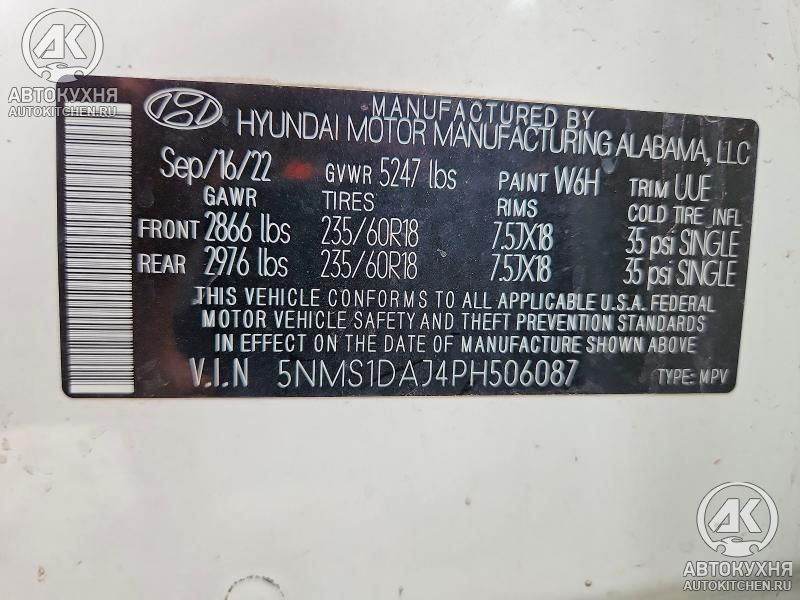 AK
АВТОКУХНЯ
AUTOKITCHEN.RU
MANUFACTURED BY
HYUNDAI MOTOR MANUFACTURING ALABAMA, LLC
Sep/16/22 GVWR 5247 lbs PAINT W6H TRIM UUE
GAWR TIRES RIMS COLD TIRE INFL
FRONT 2866 lbs 235/60R18 7.5JX18 35 psi SINGLE
REAR 2976 lbs 235/60R18 7.5JX18 35 psi SINGLE
THIS VEHICLE CONFORMS TO ALL APPLICABLE U.S.A. FEDERAL
MOTOR VEHICLE SAFETY AND THEFT PREVENTION STANDARDS
IN EFFECT ON THE DATE OF MANUFACTURE SHOWN ABOVE
V.I.N 5NMS1DAJ4PH506087 TYPE: MPV
AK
АВТОКУХНЯ
AUTOKITCHEN.RU